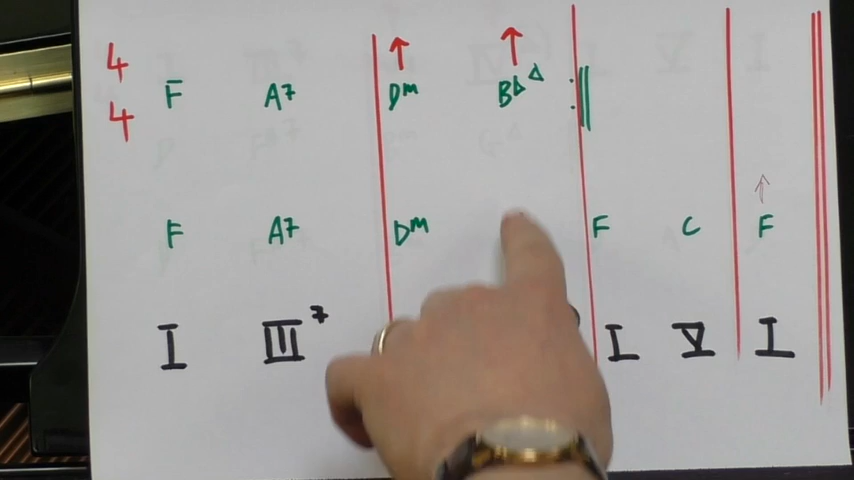 4 F A7 Dm B♭Δ :||
4
F A7 Dm F C F
I III7 I V I